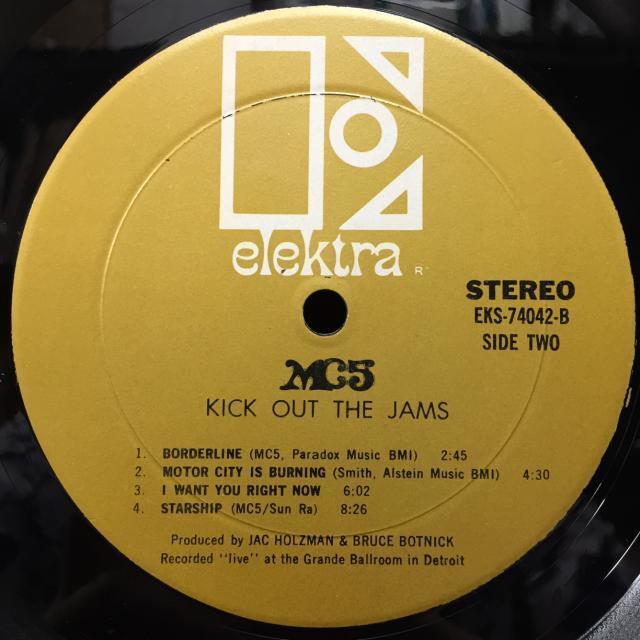 elektra
R
STEREO
EKS-74042-B
SIDE TWO
MC5
KICK OUT THE JAMS
1. BORDERLINE (MC5, Paradox Music BMI) 2:45
2. MOTOR CITY IS BURNING (Smith, Alstein Music BMI) 4:30
3. I WANT YOU RIGHT NOW 6:02
4. STARSHIP (MC5/Sun Ra) 8:26
Produced by JAC HOLZMAN & BRUCE BOTNICK
Recorded "live" at the Grande Ballroom in Detroit